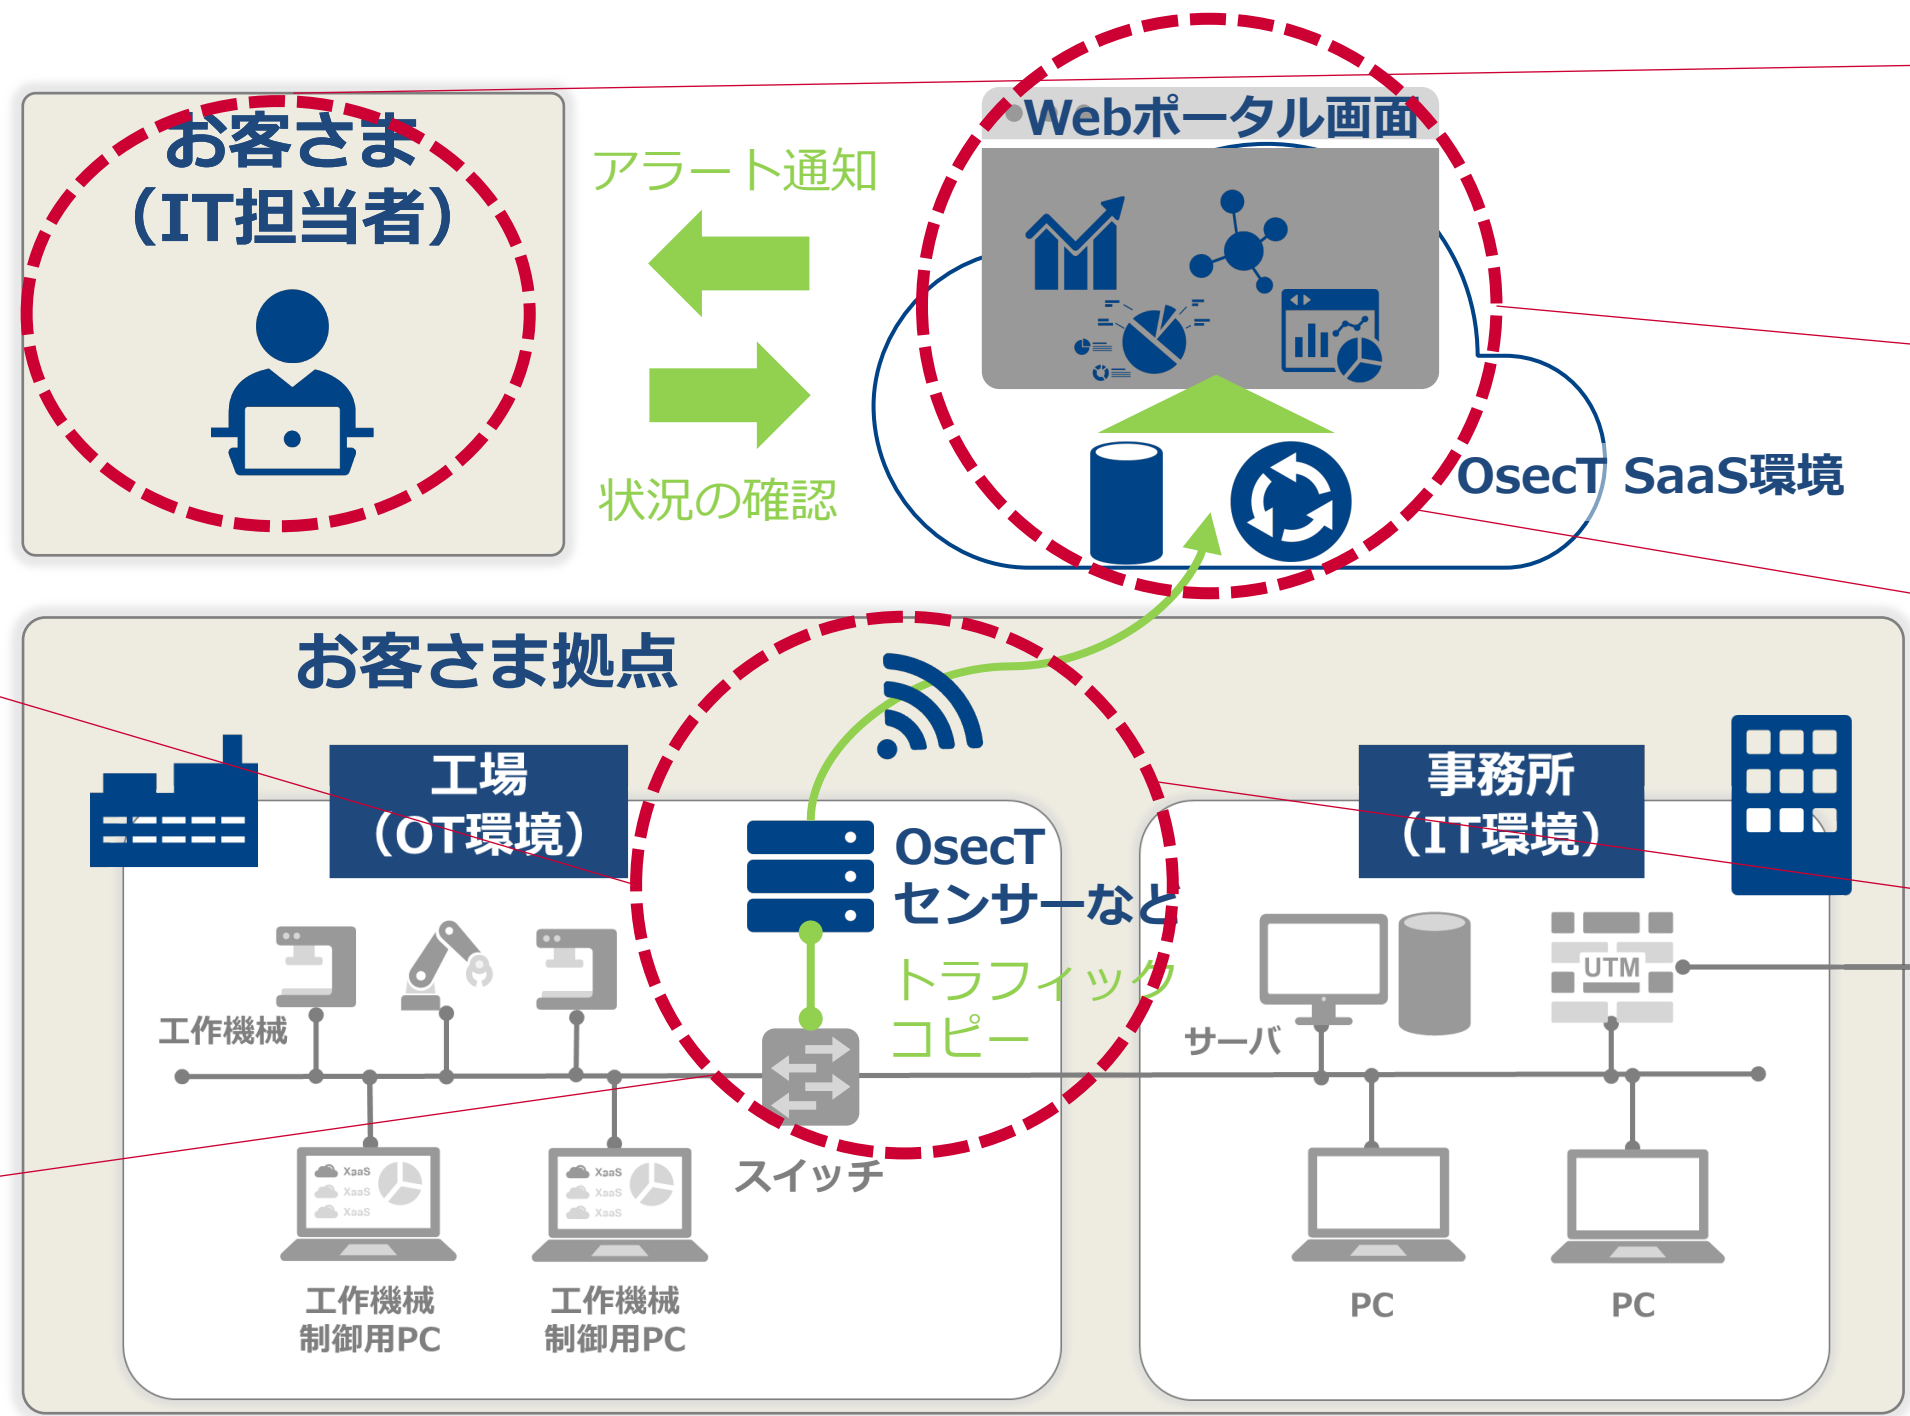 お客さま
（IT担当者）
アラート通知
状況の確認
Webポータル画面
OsecT SaaS環境
お客さま拠点
工場
（OT環境）
OsecT
センサーなど
トラフィック
コピー
工作機械
スイッチ
XaaS
XaaS
XaaS
XaaS
XaaS
XaaS
工作機械
制御用PC
工作機械
制御用PC
事務所
（IT環境）
UTM
サーバ
PC
PC